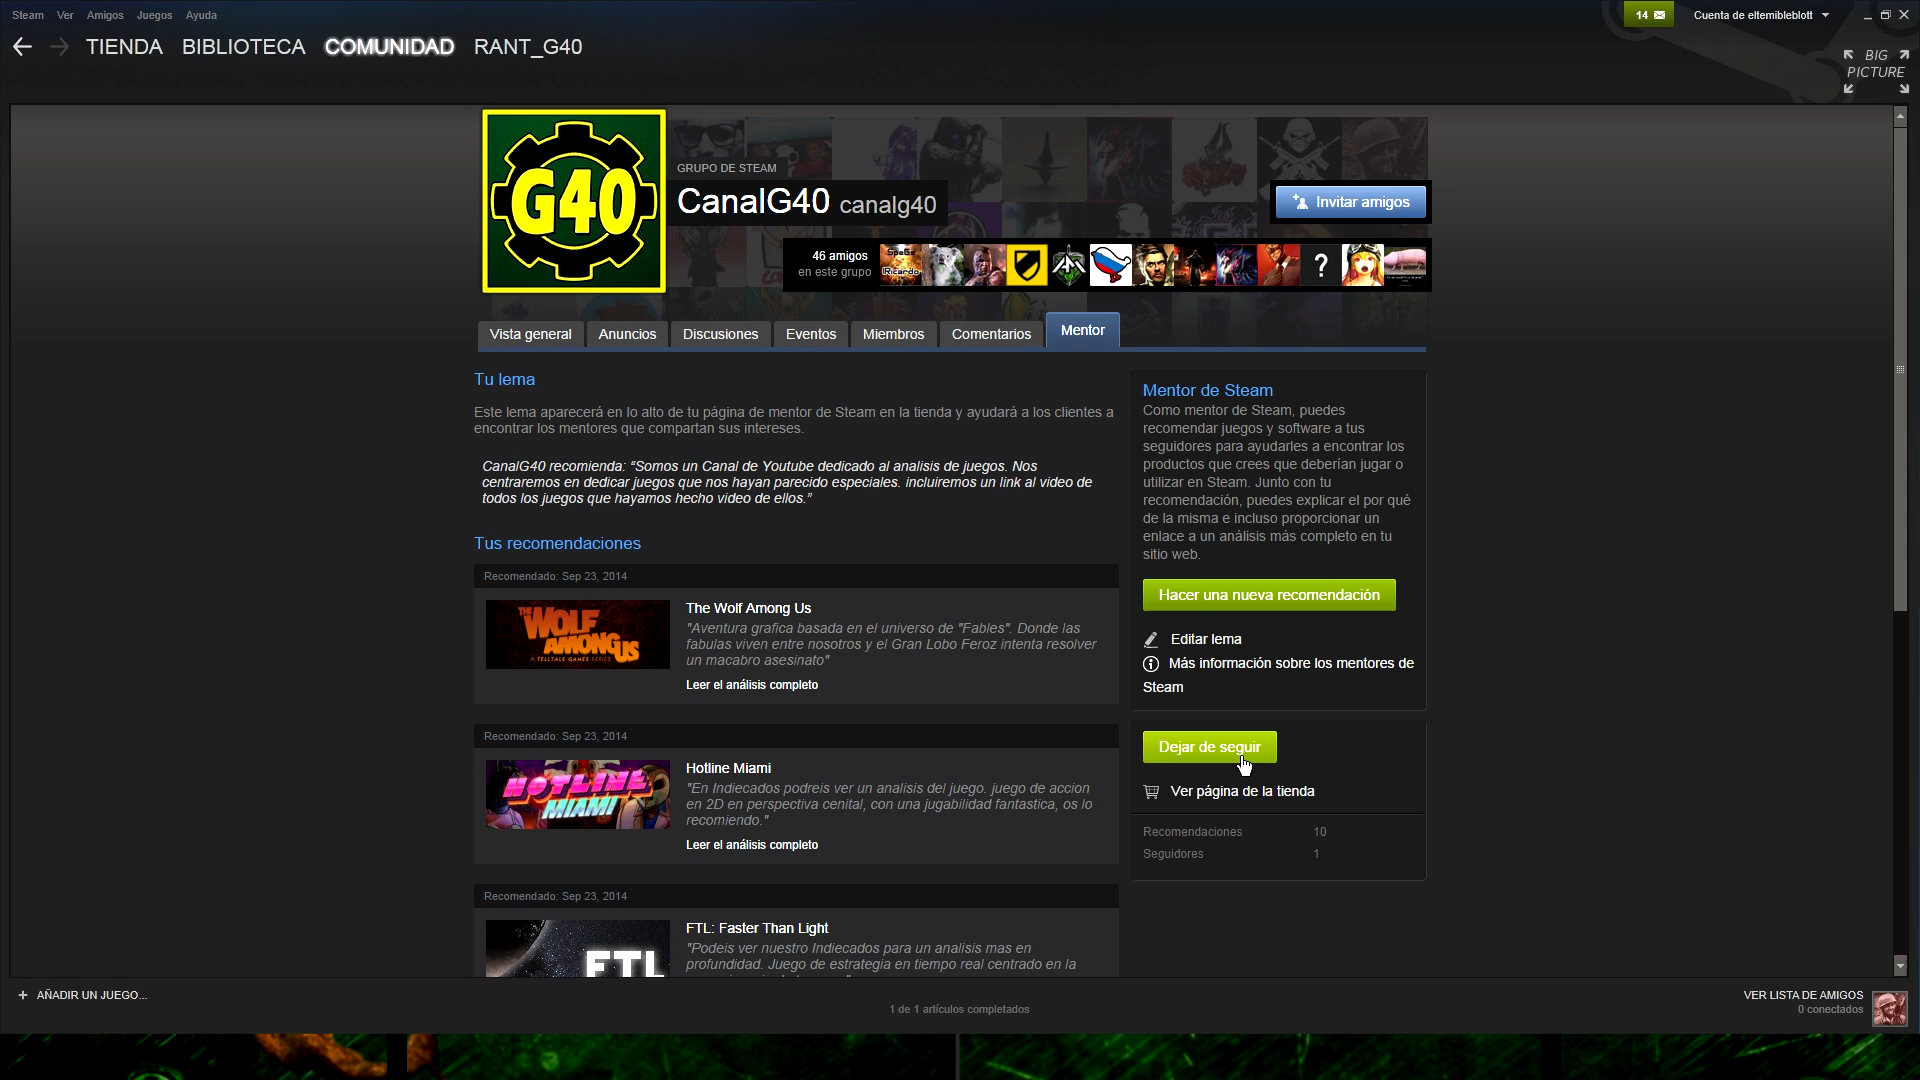 Steam Ver Amigos Juegos Ayuda
14
Cuenta de eltemibleblott
TIENDA BIBLIOTECA COMUNIDAD RANT_G40
BIG PICTURE
G40
GRUPO DE STEAM
CanalG40 canalg40
Invitar amigos
46 amigos
en este grupo
SpaGs
Ricardo
?
Vista general Anuncios Discusiones Eventos Miembros Comentarios Mentor
Tu lema
Este lema aparecerá en lo alto de tu página de mentor de Steam en la tienda y ayudará a los clientes a
encontrar los mentores que compartan sus intereses.
CanalG40 recomienda: "Somos un Canal de Youtube dedicado al analisis de juegos. Nos
centraremos en dedicar juegos que nos hayan parecido especiales. incluiremos un link al video de
todos los juegos que hayamos hecho video de ellos."
Tus recomendaciones
Recomendado: Sep 23, 2014
THE WOLF AMONG US
A TELLTALE GAMES SERIES
The Wolf Among Us
"Aventura grafica basada en el universo de "Fables". Donde las
fabulas viven entre nosotros y el Gran Lobo Feroz intenta resolver
un macabro asesinato"
Leer el análisis completo
Recomendado: Sep 23, 2014
HOTLINE MIAMI
Hotline Miami
"En Indiecados podreis ver un analisis del juego. juego de accion
en 2D en perspectiva cenital, con una jugabilidad fantastica, os lo
recomiendo."
Leer el análisis completo
Recomendado: Sep 23, 2014
FTL
FTL: Faster Than Light
"Podeis ver nuestro Indiecados para un analisis mas en
profundidad. Juego de estrategia en tiempo real centrado en la
Mentor de Steam
Como mentor de Steam, puedes
recomendar juegos y software a tus
seguidores para ayudarles a encontrar los
productos que crees que deberían jugar o
utilizar en Steam. Junto con tu
recomendación, puedes explicar el por qué
de la misma e incluso proporcionar un
enlace a un análisis más completo en tu
sitio web.
Hacer una nueva recomendación
Editar lema
Más información sobre los mentores de
Steam
Dejar de seguir
Ver página de la tienda
Recomendaciones 10
Seguidores 1
+ AÑADIR UN JUEGO...
1 de 1 artículos completados
VER LISTA DE AMIGOS
0 conectados